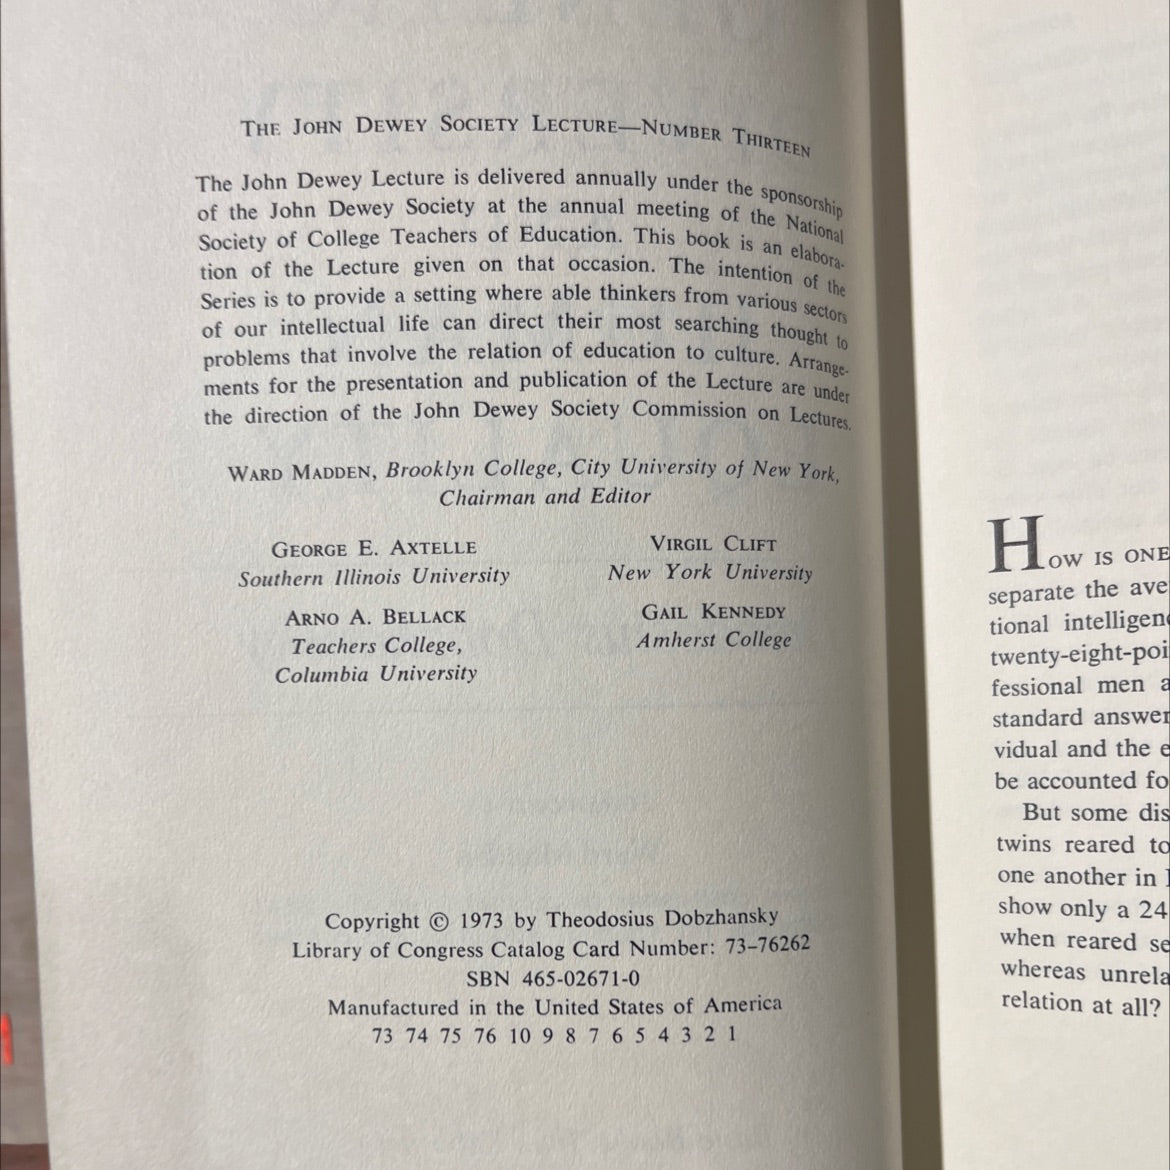 THE JOHN DEWEY SOCIETY LECTURE—NUMBER THIRTEEN
The John Dewey Lecture is delivered annually under the sponsorship
of the John Dewey Society at the annual meeting of the National
Society of College Teachers of Education. This book is an elabora-
tion of the Lecture given on that occasion. The intention of the
Series is to provide a setting where able thinkers from various sectors
of our intellectual life can direct their most searching thought to
problems that involve the relation of education to culture. Arrange-
ments for the presentation and publication of the Lecture are under
the direction of the John Dewey Society Commission on Lectures.
WARD MADDEN, Brooklyn College, City University of New York,
Chairman and Editor
GEORGE E. AXTELLE
Southern Illinois University
VIRGIL CLIFT
New York University
ARNO A. BELLACK
Teachers College,
Columbia University
GAIL KENNEDY
Amherst College
Copyright © 1973 by Theodosius Dobzhansky
Library of Congress Catalog Card Number: 73-76262
SBN 465-02671-0
Manufactured in the United States of America
73 74 75 76 10 9 8 7 6 5 4 3 2 1
HOW IS ONE
separate the ave
tional intelligen
twenty-eight-poi
fessional men a
standard answer
vidual and the e
be accounted fo
But some dis
twins reared to
one another in
show only a 24
when reared se
whereas unrela
relation at all?